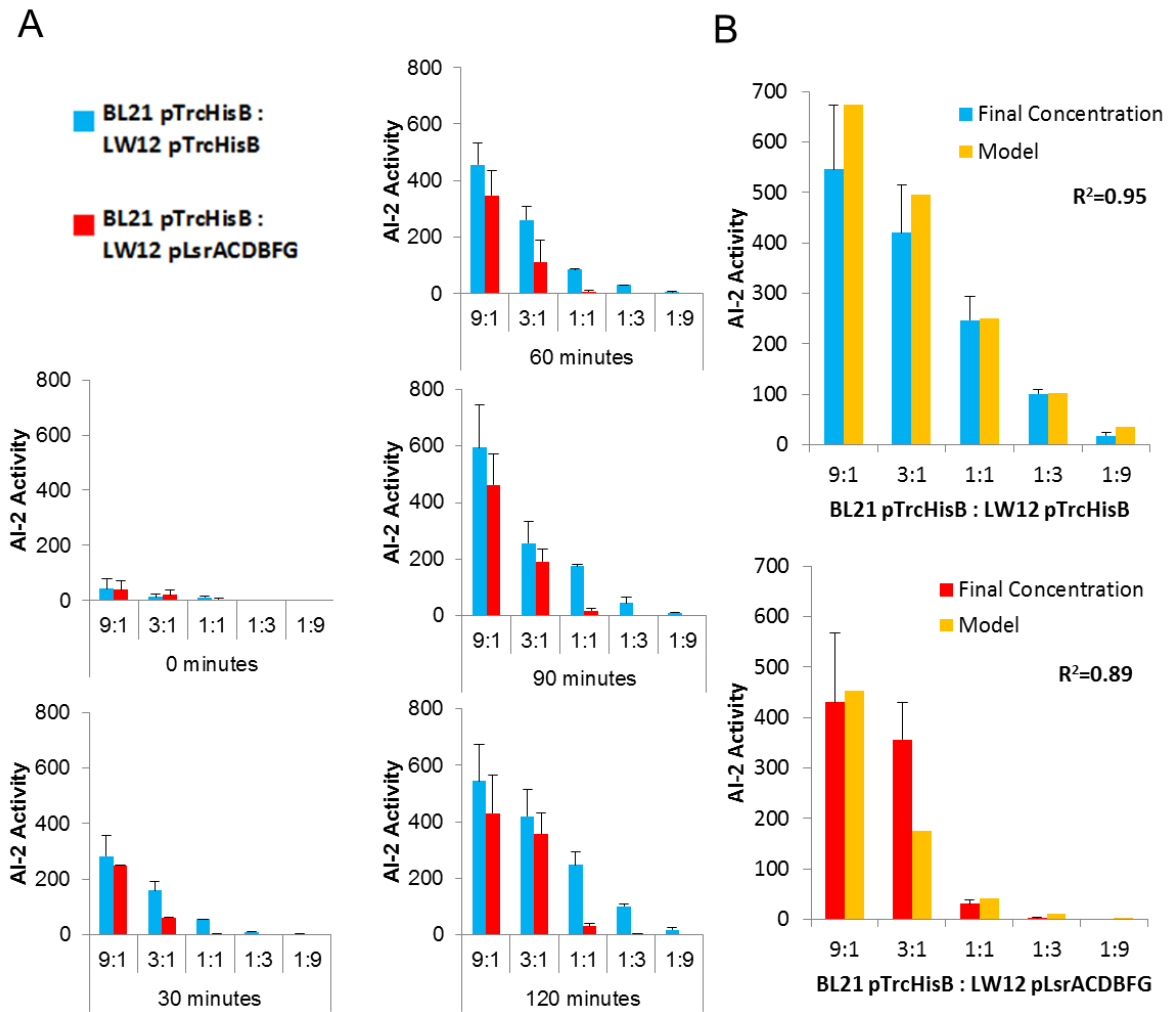 A
BL21 pTrcHisB :
LW12 pTrcHisB
BL21 pTrcHisB :
LW12 pLsrACDBFG
AI-2 Activity
800
600
400
200
0
9:1 3:1 1:1 1:3 1:9
60 minutes
AI-2 Activity
800
600
400
200
0
9:1 3:1 1:1 1:3 1:9
0 minutes
AI-2 Activity
800
600
400
200
0
9:1 3:1 1:1 1:3 1:9
90 minutes
AI-2 Activity
800
600
400
200
0
9:1 3:1 1:1 1:3 1:9
30 minutes
AI-2 Activity
800
600
400
200
0
9:1 3:1 1:1 1:3 1:9
120 minutes
B
AI-2 Activity
700
600
500
400
300
200
100
0
Final Concentration
Model
R²=0.95
9:1 3:1 1:1 1:3 1:9
BL21 pTrcHisB : LW12 pTrcHisB
AI-2 Activity
700
600
500
400
300
200
100
0
Final Concentration
Model
R²=0.89
9:1 3:1 1:1 1:3 1:9
BL21 pTrcHisB : LW12 pLsrACDBFG